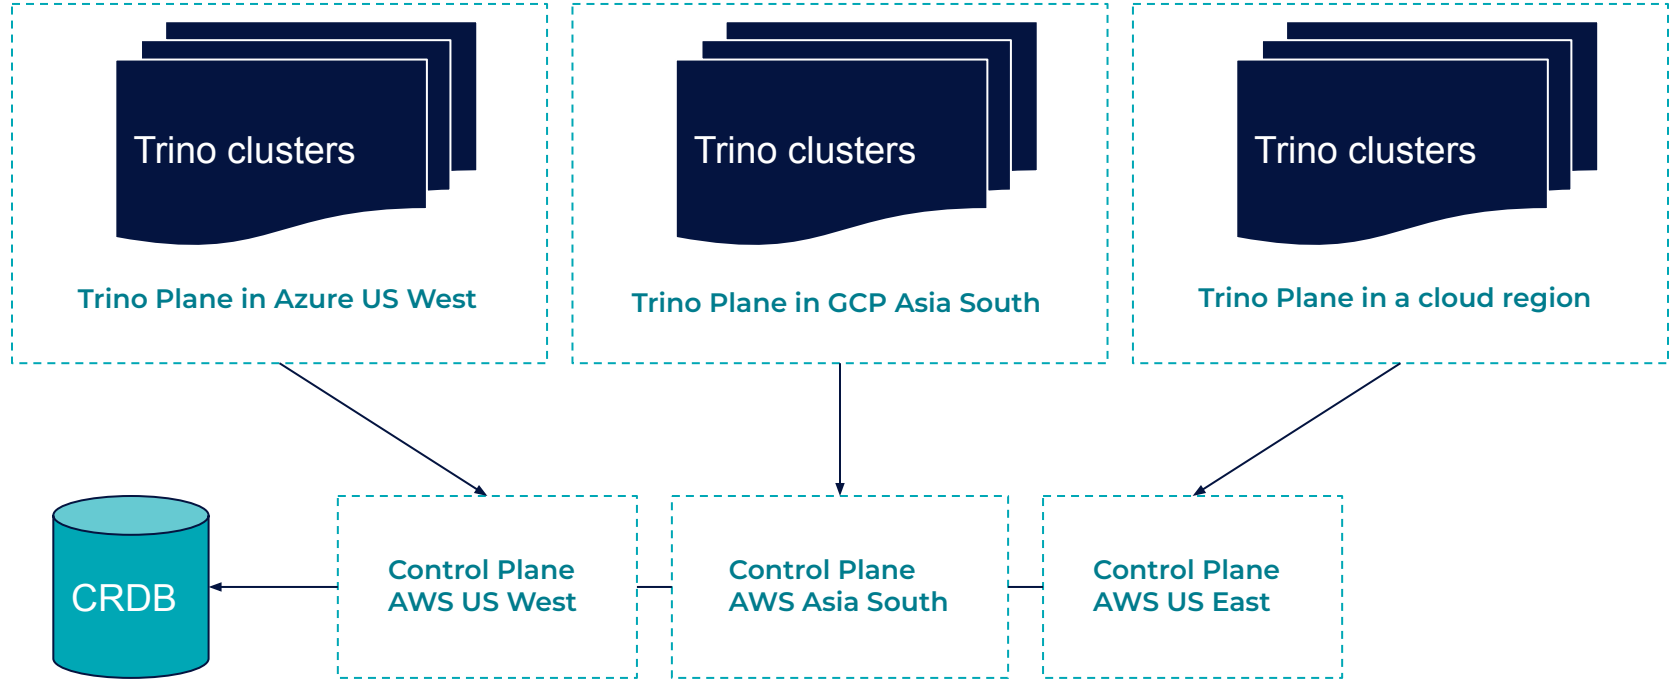 Trino clusters
Trino clusters
Trino clusters
Trino Plane in Azure US West
Trino Plane in GCP Asia South
Trino Plane in a cloud region
CRDB
Control Plane
AWS US West
Control Plane
AWS Asia South
Control Plane
AWS US East